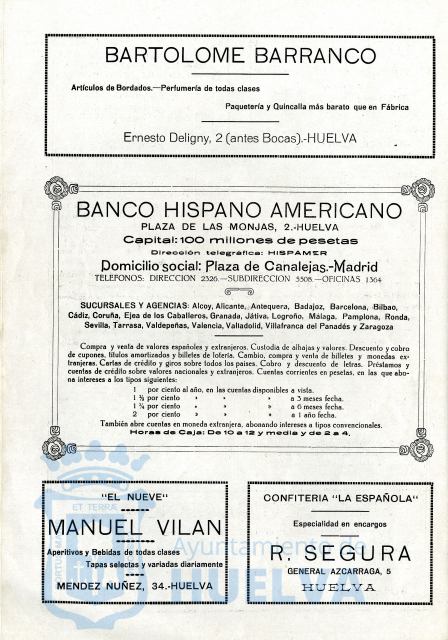 BARTOLOME BARRANCO
Artículos de Bordados.—Perfumería de todas clases
Paquetería y Quincalla más barato que en Fábrica
Ernesto Deligny, 2 (antes Bocas).-HUELVA
BANCO HISPANO AMERICANO
PLAZA DE LAS MONJAS, 2.-HUELVA
Capital: 100 millones de pesetas
Dirección telegráfica: HISPAMER
Domicilio social: Plaza de Canalejas.-Madrid
TELEFONOS: DIRECCION 2326.—SUBDIRECCION 5508.—OFICINAS 1364
SUCURSALES Y AGENCIAS: Alcoy, Alicante, Antequera, Badajoz, Barcelona, Bilbao,
Cádiz, Coruña, Ejea de los Caballeros, Granada, Játiva, Logroño, Málaga, Pamplona, Ronda,
Sevilla, Tarrasa, Valdepeñas, Valencia, Valladolid, Villafranca del Panadés y Zaragoza
Compra y venta de valores españoles y extranjeros. Custodia de alhajas y valores. Descuento y cobro
de cupones, títulos amortizados y billetes de lotería. Cambio, compra y venta de billetes y monedas ex-
tranjeras. Cartas de crédito y giros sobre todos los países. Cobro y descuento de letras. Préstamos y
cuentas de crédito sobre valores nacionales y extranjeros. Cuentas corrientes en pesetas, en las que abo-
na intereses a los tipos siguientes:
1 por ciento al año, en las cuentas disponibles a vista.
1 ½ por ciento » » » a 3 meses fecha.
1 ¾ por ciento » » » a 6 meses fecha.
2 por ciento » » » a 1 año fecha.
También abre cuentas en moneda extranjera, abonando intereses a tipos convencionales.
Horas de Caja: De 10 a 12 y media y de 2 a 4.
"EL NUEVE"
MANUEL VILAN
Aperitivos y Bebidas de todas clases
Tapas selectas y variadas diariamente
MENDEZ NUÑEZ, 34.-HUELVA
CONFITERIA "LA ESPAÑOLA"
Especialidad en encargos
R. SEGURA
GENERAL AZCARRAGA, 5
HUELVA
ET TERRÆ
Ayuntamiento de
HUELVA